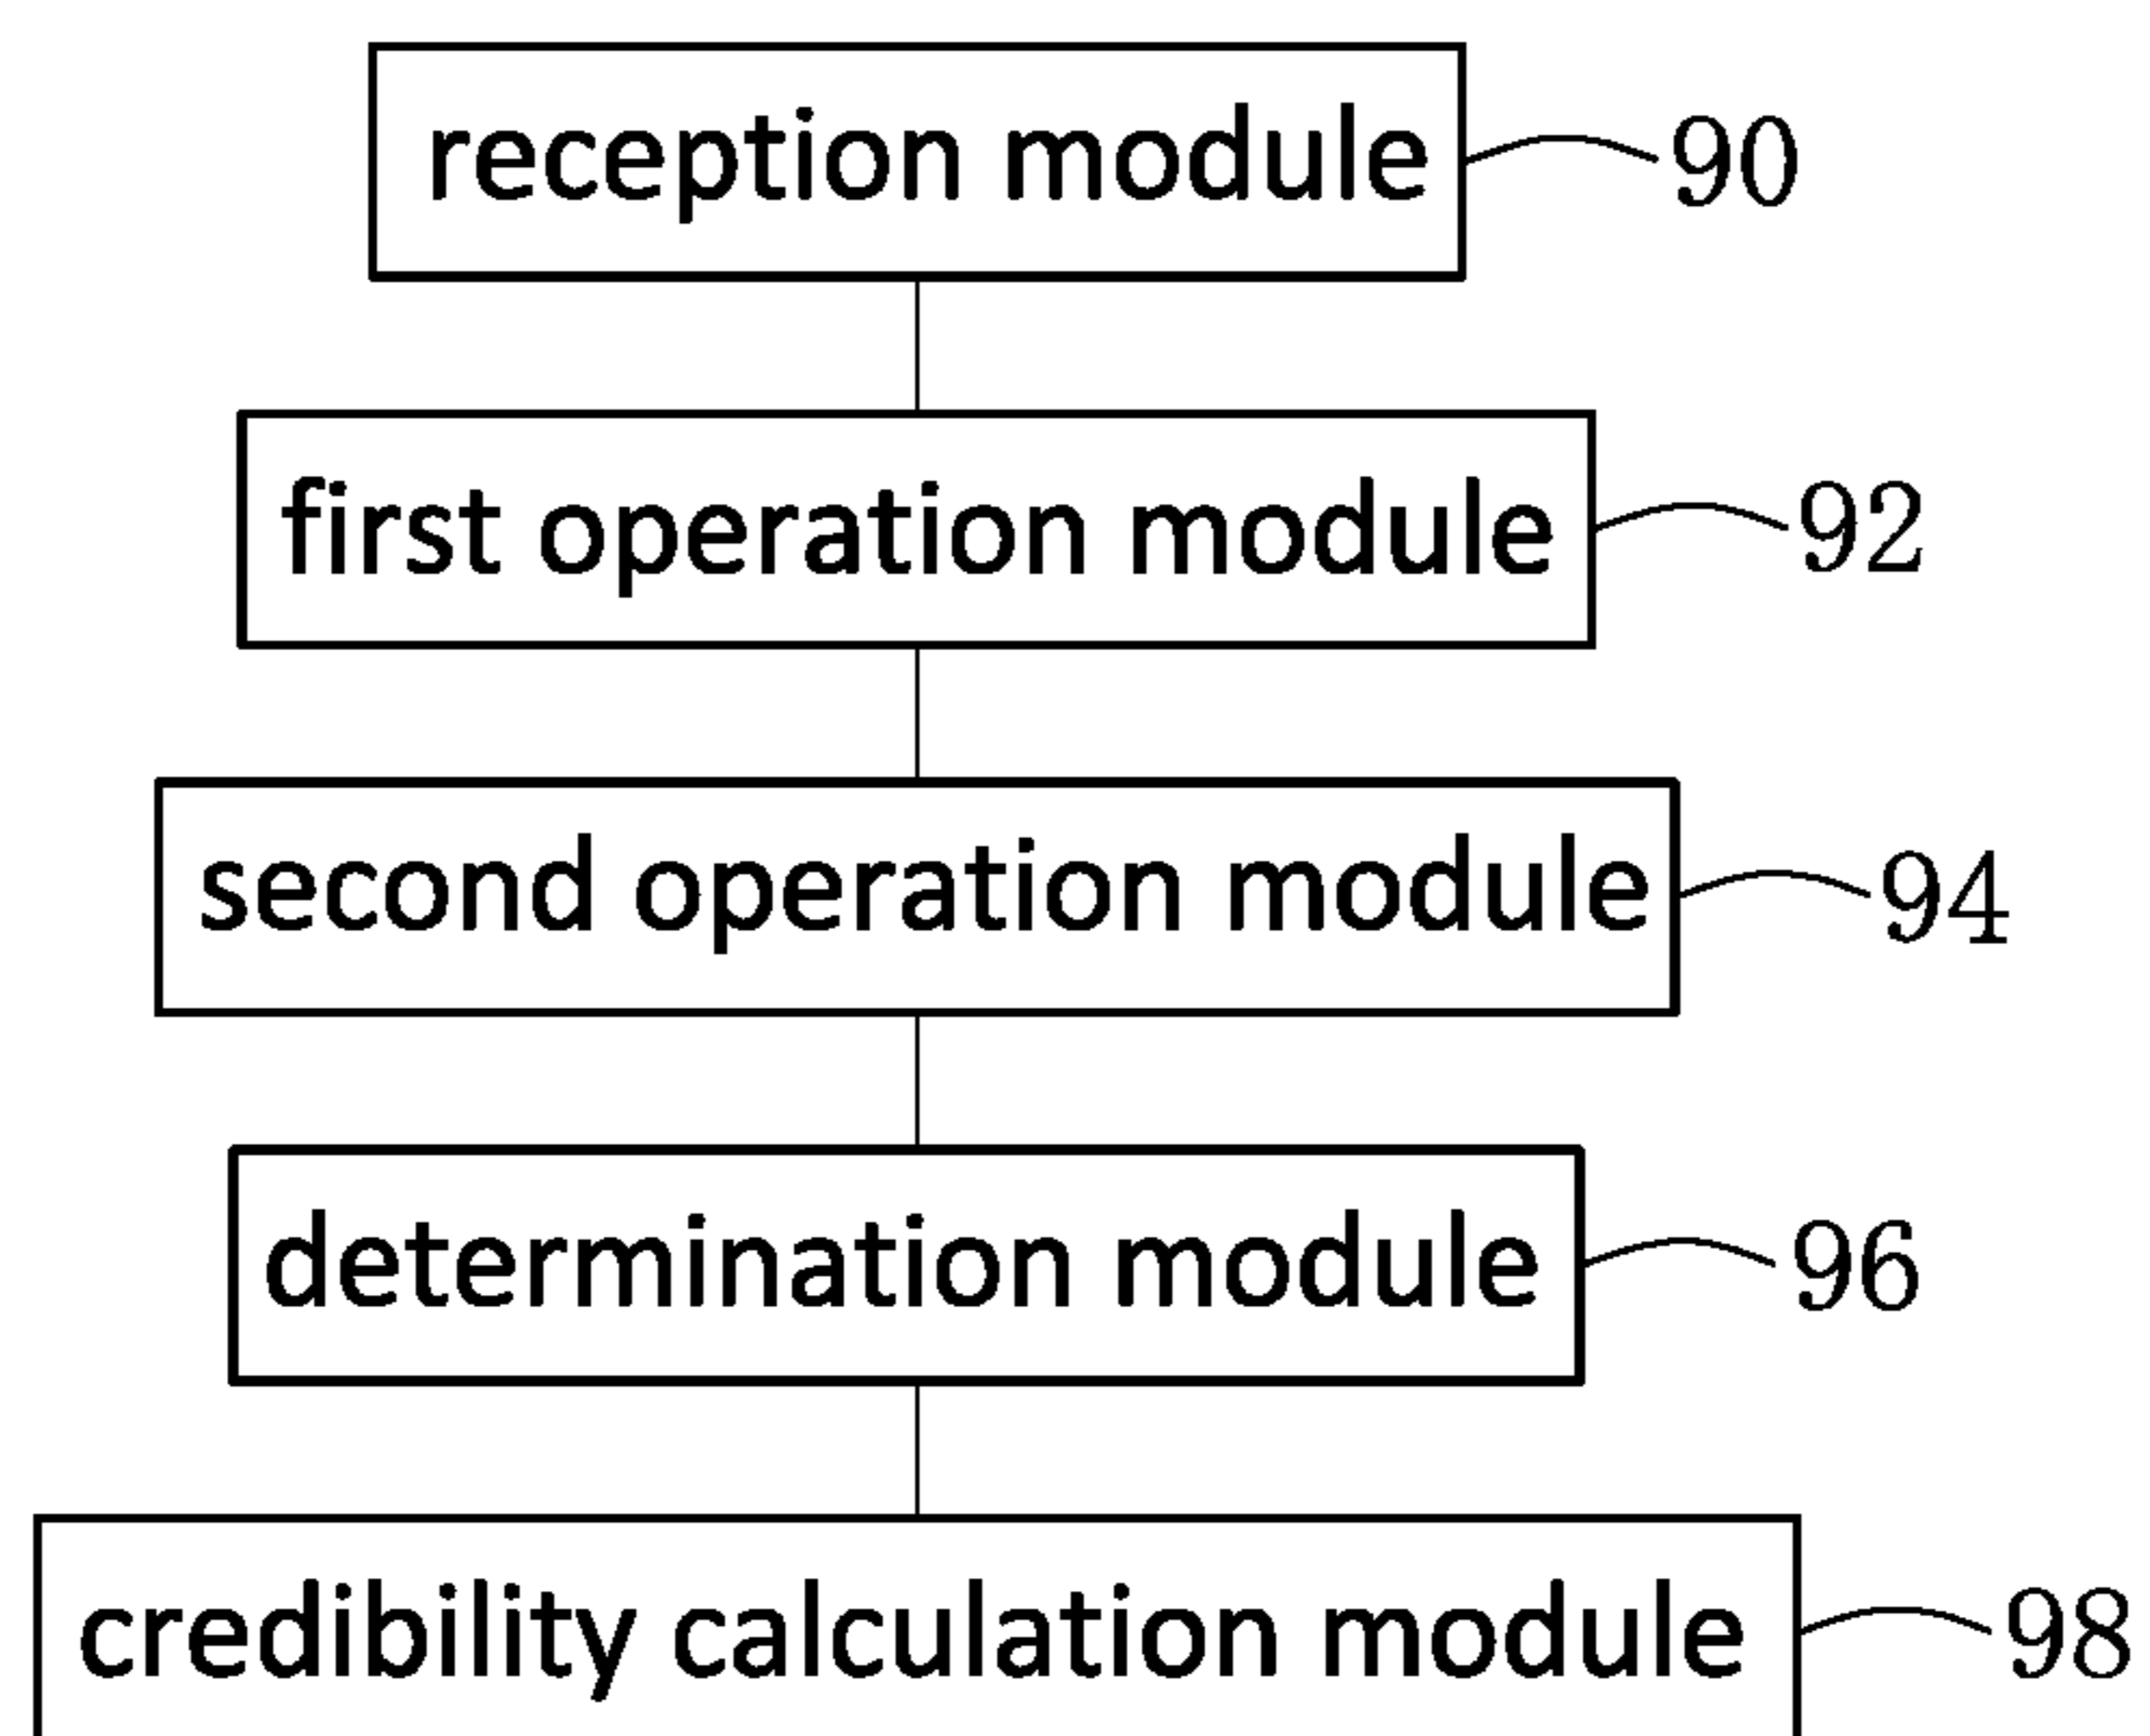 reception module 90
first operation module 92
second operation module 94
determination module 96
credibility calculation module 98